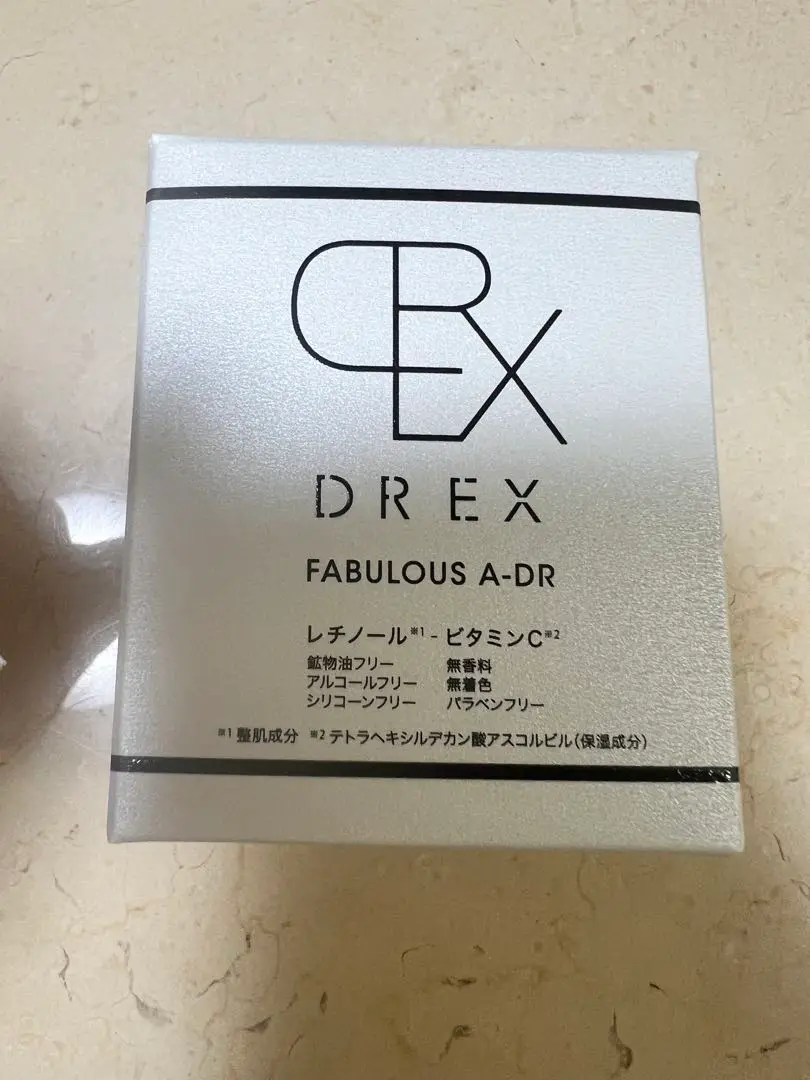 DREX
FABULOUS A-DR
レチノール※1 - ビタミンC※2
鉱物油フリー 無香料
アルコールフリー 無着色
シリコーンフリー パラベンフリー
※1 整肌成分 ※2 テトラヘキシルデカン酸アスコルビル(保湿成分)